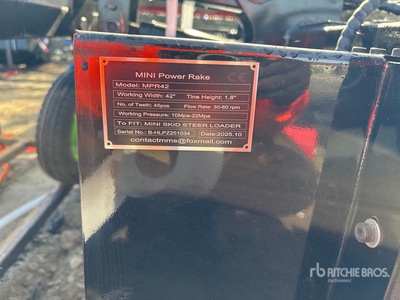 MINI Power Rake CE
Model: MPR42
Working Width: 42" Tine Height: 1.8"
No. of Teeth: 45pcs Flow Rate: 30-60 rpm
Working Pressure: 10Mpe-22Mpa
To FIT: MINI SKID STEER LOADER
Serial No.: B-HLPZ251034 Date:2025.10
contactmms@foxmail.com
rb RITCHIE BROS.
Auctioneers